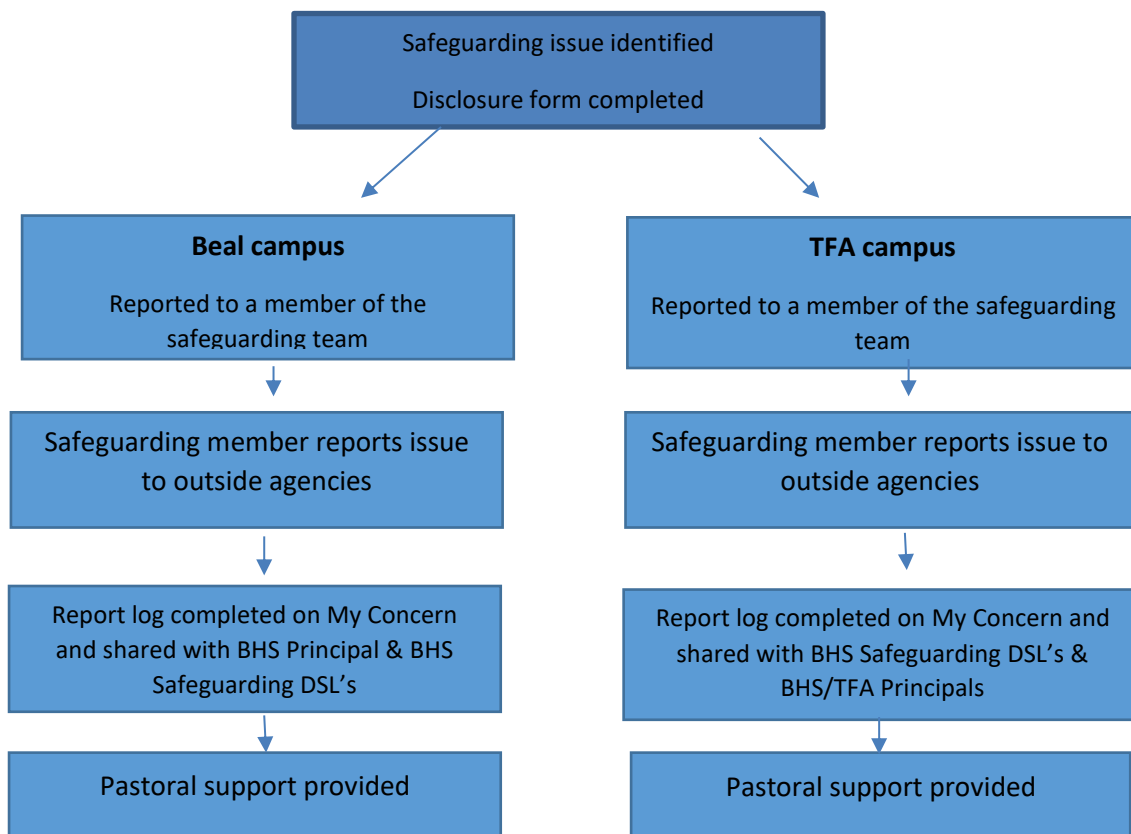 Safeguarding issue identified
Disclosure form completed
Beal campus
Reported to a member of the
safeguarding team
TFA campus
Reported to a member of the safeguarding
team
Safeguarding member reports issue
to outside agencies
Safeguarding member reports issue to
outside agencies
Report log completed on My Concern
and shared with BHS Principal & BHS
Safeguarding DSL’s
Report log completed on My Concern and
shared with BHS Safeguarding DSL’s &
BHS/TFA Principals
Pastoral support provided
Pastoral support provided